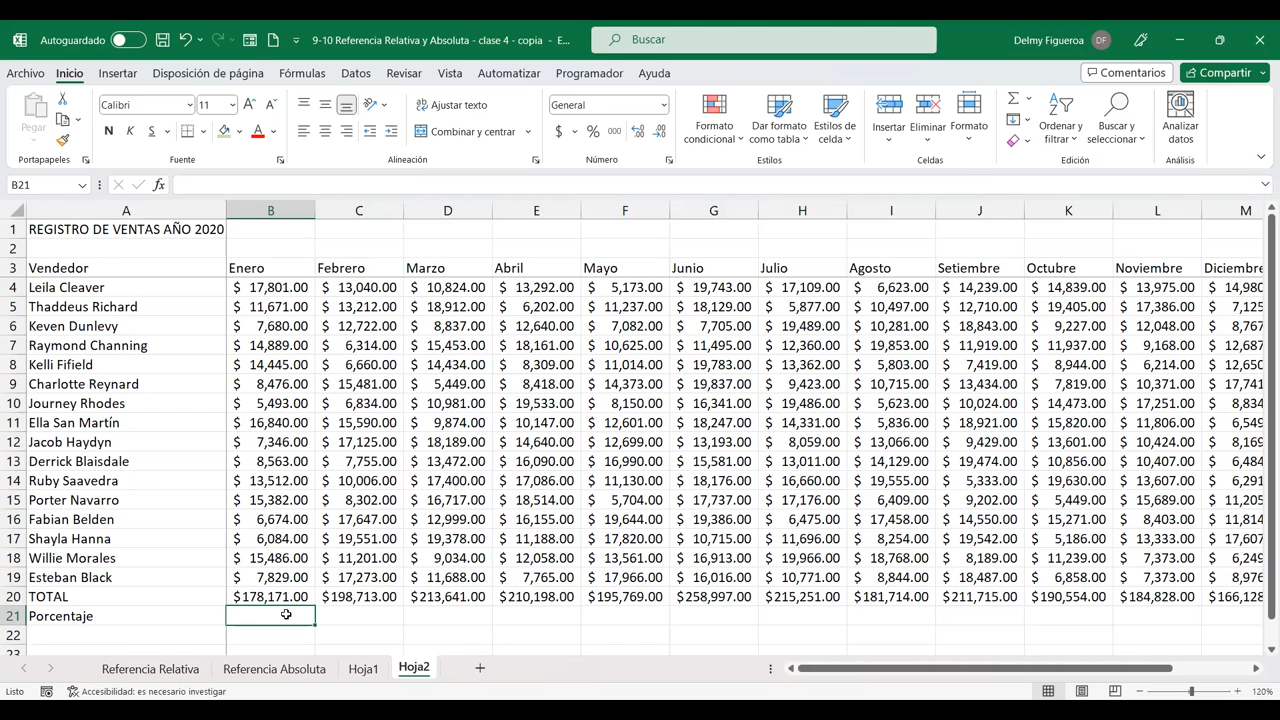 Autoguardado
9-10 Referencia Relativa y Absoluta - clase 4 - copia - E...
Buscar
Delmy Figueroa DF
Archivo Inicio Insertar Disposición de página Fórmulas Datos Revisar Vista Automatizar Programador Ayuda Comentarios Compartir
Pegar Calibri 11 Ajustar texto General Formato condicional Dar formato como tabla Estilos de celda Insertar Eliminar Formato Ordenar y filtrar Buscar y seleccionar Analizar datos
N K S A Combinar y centrar $ % 000
Portapapeles Fuente Alineación Número Estilos Celdas Edición Análisis
B21 fx
A B C D E F G H I J K L M
1 REGISTRO DE VENTAS AÑO 2020
2
3 Vendedor Enero Febrero Marzo Abril Mayo Junio Julio Agosto Setiembre Octubre Noviembre Diciembre
4 Leila Cleaver $ 17,801.00 $ 13,040.00 $ 10,824.00 $ 13,292.00 $ 5,173.00 $ 19,743.00 $ 17,109.00 $ 6,623.00 $ 14,239.00 $ 14,839.00 $ 13,975.00 $ 14,980
5 Thaddeus Richard $ 11,671.00 $ 13,212.00 $ 18,912.00 $ 6,202.00 $ 11,237.00 $ 18,129.00 $ 5,877.00 $ 10,497.00 $ 12,710.00 $ 19,405.00 $ 17,386.00 $ 7,125
6 Keven Dunlevy $ 7,680.00 $ 12,722.00 $ 8,837.00 $ 12,640.00 $ 7,082.00 $ 7,705.00 $ 19,489.00 $ 10,281.00 $ 18,843.00 $ 9,227.00 $ 12,048.00 $ 8,767
7 Raymond Channing $ 14,889.00 $ 6,314.00 $ 15,453.00 $ 18,161.00 $ 10,625.00 $ 11,495.00 $ 12,360.00 $ 19,853.00 $ 11,919.00 $ 11,937.00 $ 9,168.00 $ 12,687
8 Kelli Fifield $ 14,445.00 $ 6,660.00 $ 14,434.00 $ 8,309.00 $ 11,014.00 $ 19,783.00 $ 13,362.00 $ 5,803.00 $ 7,419.00 $ 8,944.00 $ 6,214.00 $ 12,650
9 Charlotte Reynard $ 8,476.00 $ 15,481.00 $ 5,449.00 $ 8,418.00 $ 14,373.00 $ 19,837.00 $ 9,423.00 $ 10,715.00 $ 13,434.00 $ 7,819.00 $ 10,371.00 $ 17,741
10 Journey Rhodes $ 5,493.00 $ 6,834.00 $ 10,981.00 $ 19,533.00 $ 8,150.00 $ 16,341.00 $ 19,486.00 $ 5,623.00 $ 10,024.00 $ 14,473.00 $ 17,251.00 $ 8,834
11 Ella San Martín $ 16,840.00 $ 15,590.00 $ 9,874.00 $ 10,147.00 $ 12,601.00 $ 18,247.00 $ 14,331.00 $ 5,836.00 $ 18,921.00 $ 15,820.00 $ 11,806.00 $ 6,549
12 Jacob Haydyn $ 7,346.00 $ 17,125.00 $ 18,189.00 $ 14,640.00 $ 12,699.00 $ 13,193.00 $ 8,059.00 $ 13,066.00 $ 9,429.00 $ 13,601.00 $ 10,424.00 $ 8,169
13 Derrick Blaisdale $ 8,563.00 $ 7,755.00 $ 13,472.00 $ 16,090.00 $ 16,990.00 $ 15,581.00 $ 13,011.00 $ 14,129.00 $ 19,474.00 $ 10,856.00 $ 10,407.00 $ 6,484
14 Ruby Saavedra $ 13,512.00 $ 10,006.00 $ 17,400.00 $ 17,086.00 $ 11,130.00 $ 18,176.00 $ 16,660.00 $ 19,555.00 $ 5,333.00 $ 19,630.00 $ 13,607.00 $ 6,291
15 Porter Navarro $ 15,382.00 $ 8,302.00 $ 16,717.00 $ 18,514.00 $ 5,704.00 $ 17,737.00 $ 17,176.00 $ 6,409.00 $ 9,202.00 $ 5,449.00 $ 15,689.00 $ 11,205
16 Fabian Belden $ 6,674.00 $ 17,647.00 $ 12,999.00 $ 16,155.00 $ 19,644.00 $ 19,386.00 $ 6,475.00 $ 17,458.00 $ 14,550.00 $ 15,271.00 $ 8,403.00 $ 11,814
17 Shayla Hanna $ 6,084.00 $ 19,551.00 $ 19,378.00 $ 11,188.00 $ 17,820.00 $ 10,715.00 $ 11,696.00 $ 8,254.00 $ 19,542.00 $ 5,186.00 $ 13,333.00 $ 17,607
18 Willie Morales $ 15,486.00 $ 11,201.00 $ 9,034.00 $ 12,058.00 $ 13,561.00 $ 16,913.00 $ 19,966.00 $ 18,768.00 $ 8,189.00 $ 11,239.00 $ 7,373.00 $ 6,249
19 Esteban Black $ 7,829.00 $ 17,273.00 $ 11,688.00 $ 7,765.00 $ 17,966.00 $ 16,016.00 $ 10,771.00 $ 8,844.00 $ 18,487.00 $ 6,858.00 $ 7,373.00 $ 8,976
20 TOTAL $178,171.00 $198,713.00 $213,641.00 $210,198.00 $195,769.00 $258,997.00 $215,251.00 $181,714.00 $211,715.00 $190,554.00 $184,828.00 $166,128
21 Porcentaje
22
23
Referencia Relativa Referencia Absoluta Hoja1 Hoja2
Listo Accesibilidad: es necesario investigar 120%